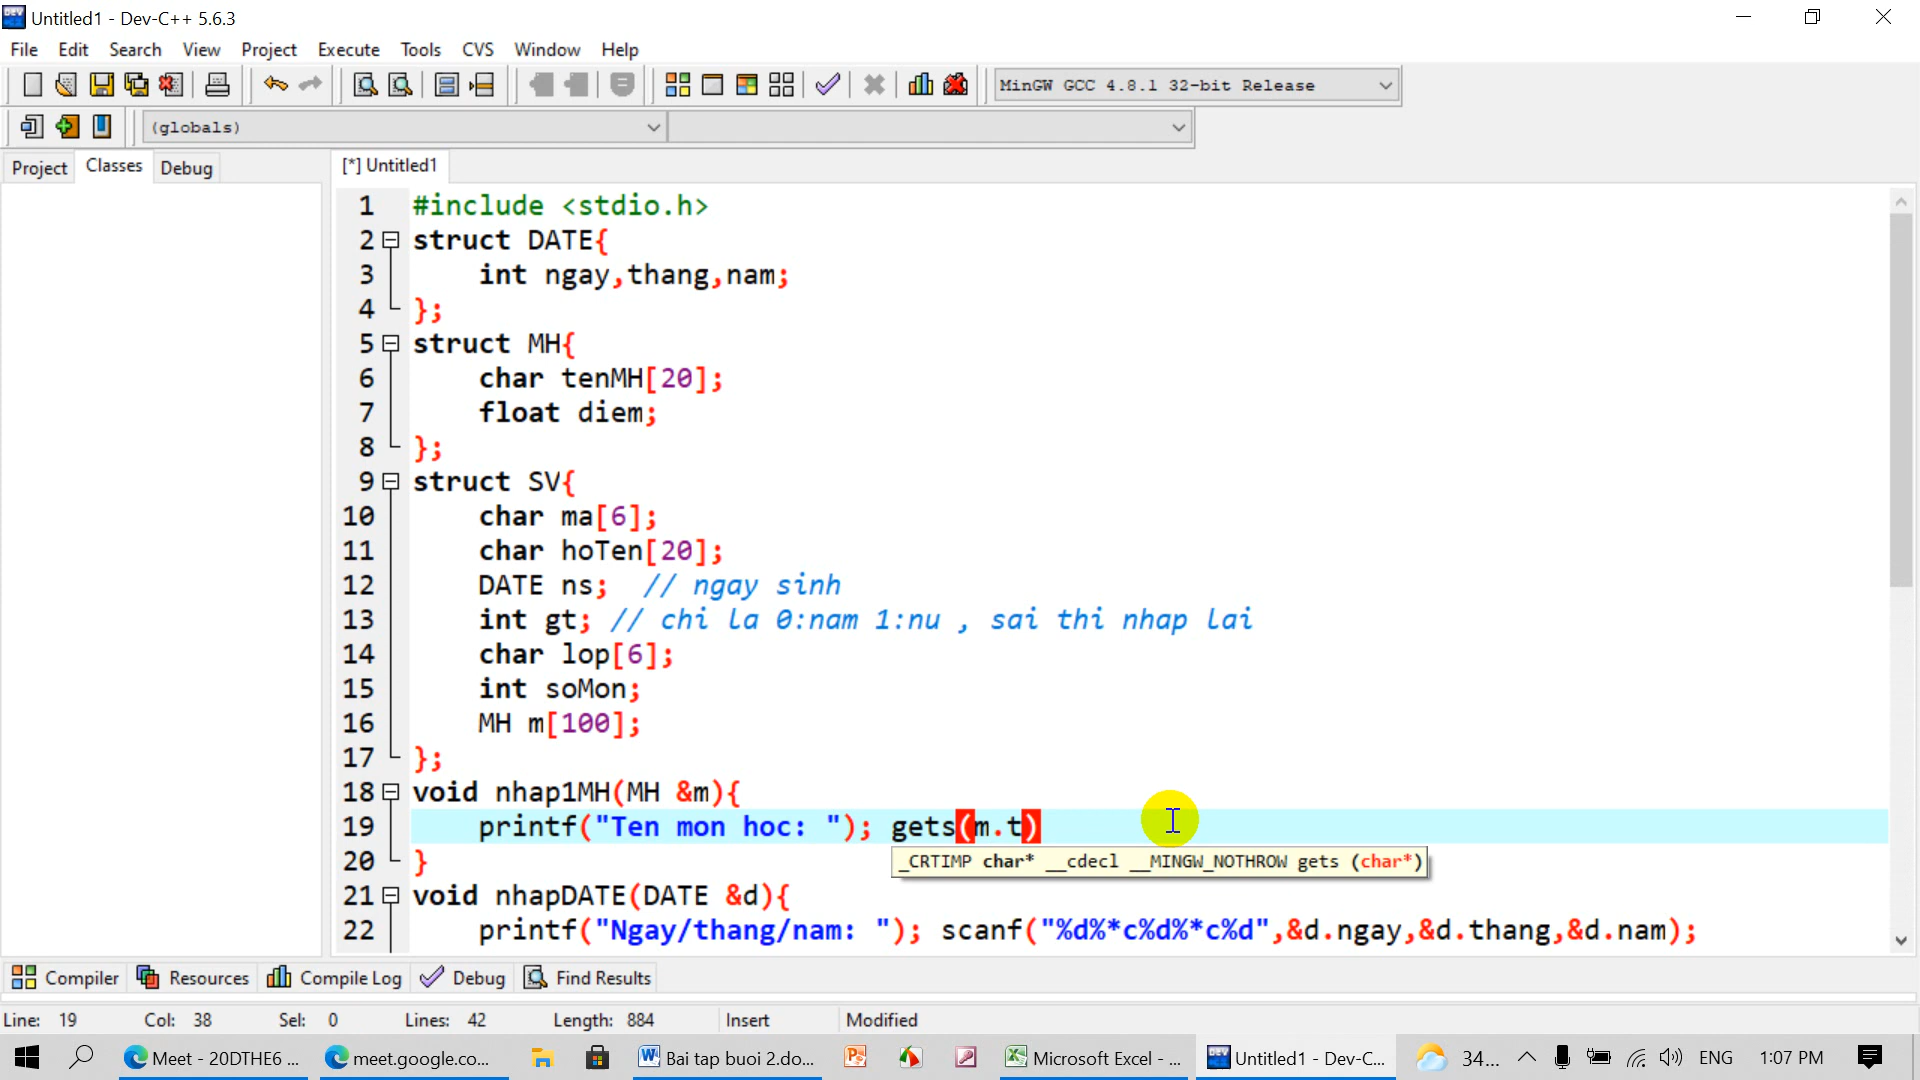 Untitled1 - Dev-C++ 5.6.3
File Edit Search View Project Execute Tools CVS Window Help
MinGW GCC 4.8.1 32-bit Release
(globals)
Project Classes Debug [*] Untitled1
1 #include <stdio.h>
2 struct DATE{
3 int ngay,thang,nam;
4 };
5 struct MH{
6 char tenMH[20];
7 float diem;
8 };
9 struct SV{
10 char ma[6];
11 char hoTen[20];
12 DATE ns; // ngay sinh
13 int gt; // chi la 0:nam 1:nu , sai thi nhap lai
14 char lop[6];
15 int soMon;
16 MH m[100];
17 };
18 void nhap1MH(MH &m){
19 printf("Ten mon hoc: "); gets(m.t)
20 }
_CRTIMP char* __cdecl __MINGW_NOTHROW gets (char*)
21 void nhapDATE(DATE &d){
22 printf("Ngay/thang/nam: "); scanf("%d%*c%d%*c%d",&d.ngay,&d.thang,&d.nam);
Compiler Resources Compile Log Debug Find Results
Line: 19 Col: 38 Sel: 0 Lines: 42 Length: 884 Insert Modified
Meet - 20DTHE6 ... meet.google.co... Bai tap buoi 2.do... Microsoft Excel - ... Untitled1 - Dev-C... 34... ENG 1:07 PM